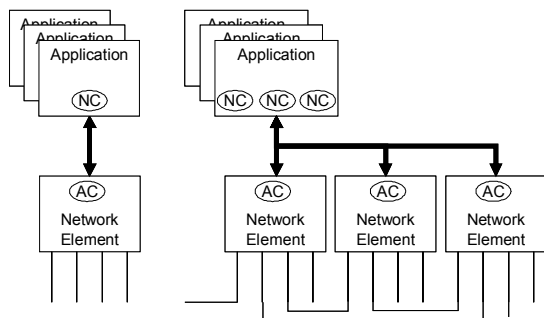 Application
Application
Application
NC
AC
Network
Element
Application
Application
Application
NC NC NC
AC AC AC
Network Network Network
Element Element Element